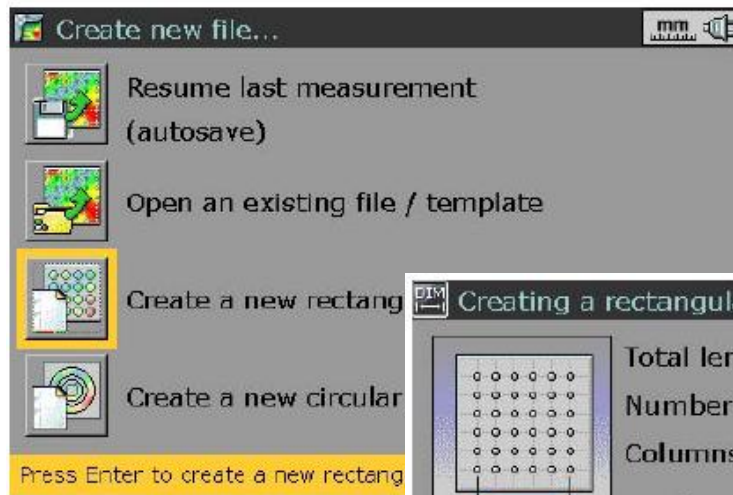 Create new file...
mm
Resume last measurement
(autosave)
Open an existing file / template
Create a new rectang
Create a new circular
Press Enter to create a new rectang
DIM
Creating a rectangul
Total len
Number
Columns